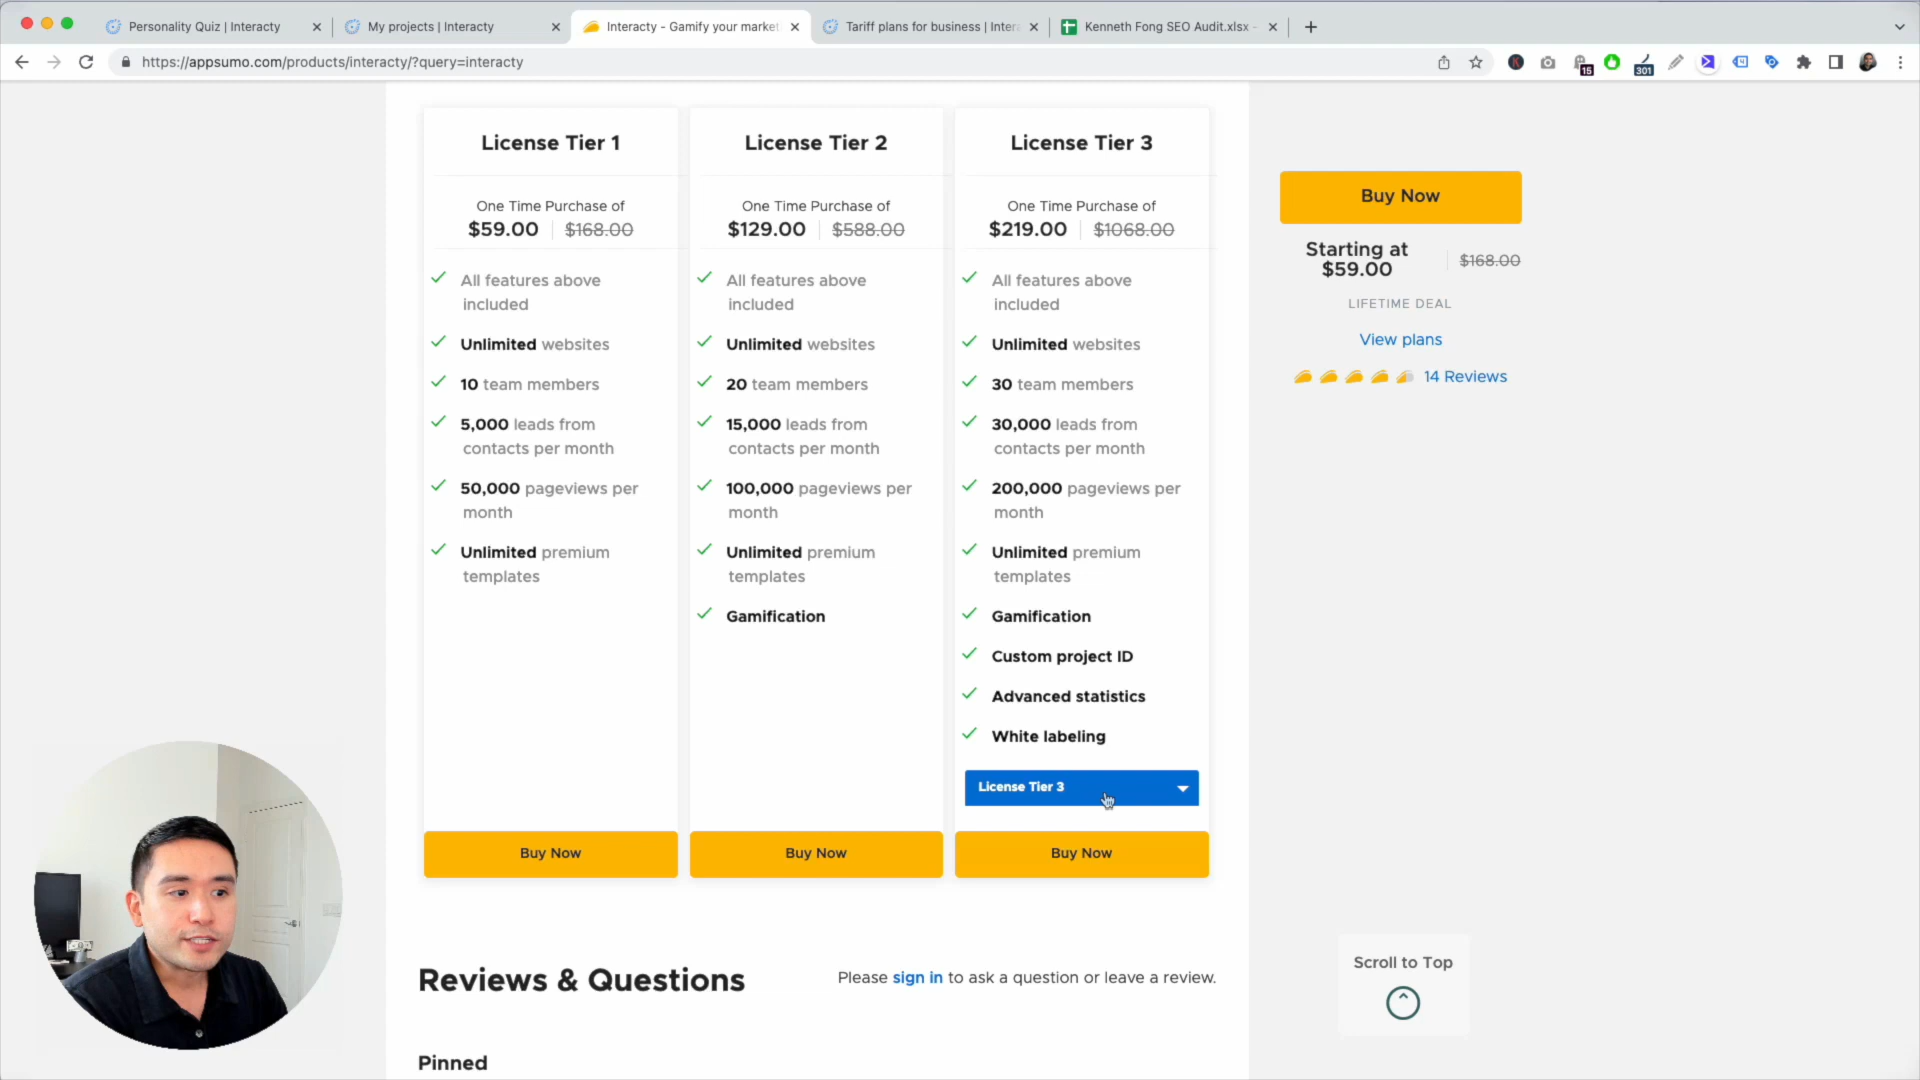 Personality Quiz | Interacty
My projects | Interacty
Interacty - Gamify your market
Tariff plans for business | Inter
Kenneth Fong SEO Audit.xlsx -
https://appsumo.com/products/interacty/?query=interacty
15
301
License Tier 1
One Time Purchase of
$59.00 $168.00
All features above
included
Unlimited websites
10 team members
5,000 leads from
contacts per month
50,000 pageviews per
month
Unlimited premium
templates
Buy Now
License Tier 2
One Time Purchase of
$129.00 $588.00
All features above
included
Unlimited websites
20 team members
15,000 leads from
contacts per month
100,000 pageviews per
month
Unlimited premium
templates
Gamification
Buy Now
License Tier 3
One Time Purchase of
$219.00 $1068.00
All features above
included
Unlimited websites
30 team members
30,000 leads from
contacts per month
200,000 pageviews per
month
Unlimited premium
templates
Gamification
Custom project ID
Advanced statistics
White labeling
License Tier 3
Buy Now
Buy Now
Starting at
$59.00
$168.00
LIFETIME DEAL
View plans
14 Reviews
Reviews & Questions
Please sign in to ask a question or leave a review.
Scroll to Top
Pinned